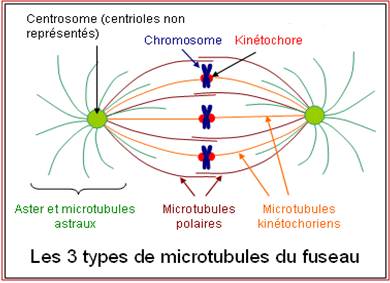 Centrosome (centrioles non
représentés)
Chromosome
Kinétochore
Aster et microtubules
astraux
Microtubules
polaires
Microtubules
kinétochoriens
Les 3 types de microtubules du fuseau